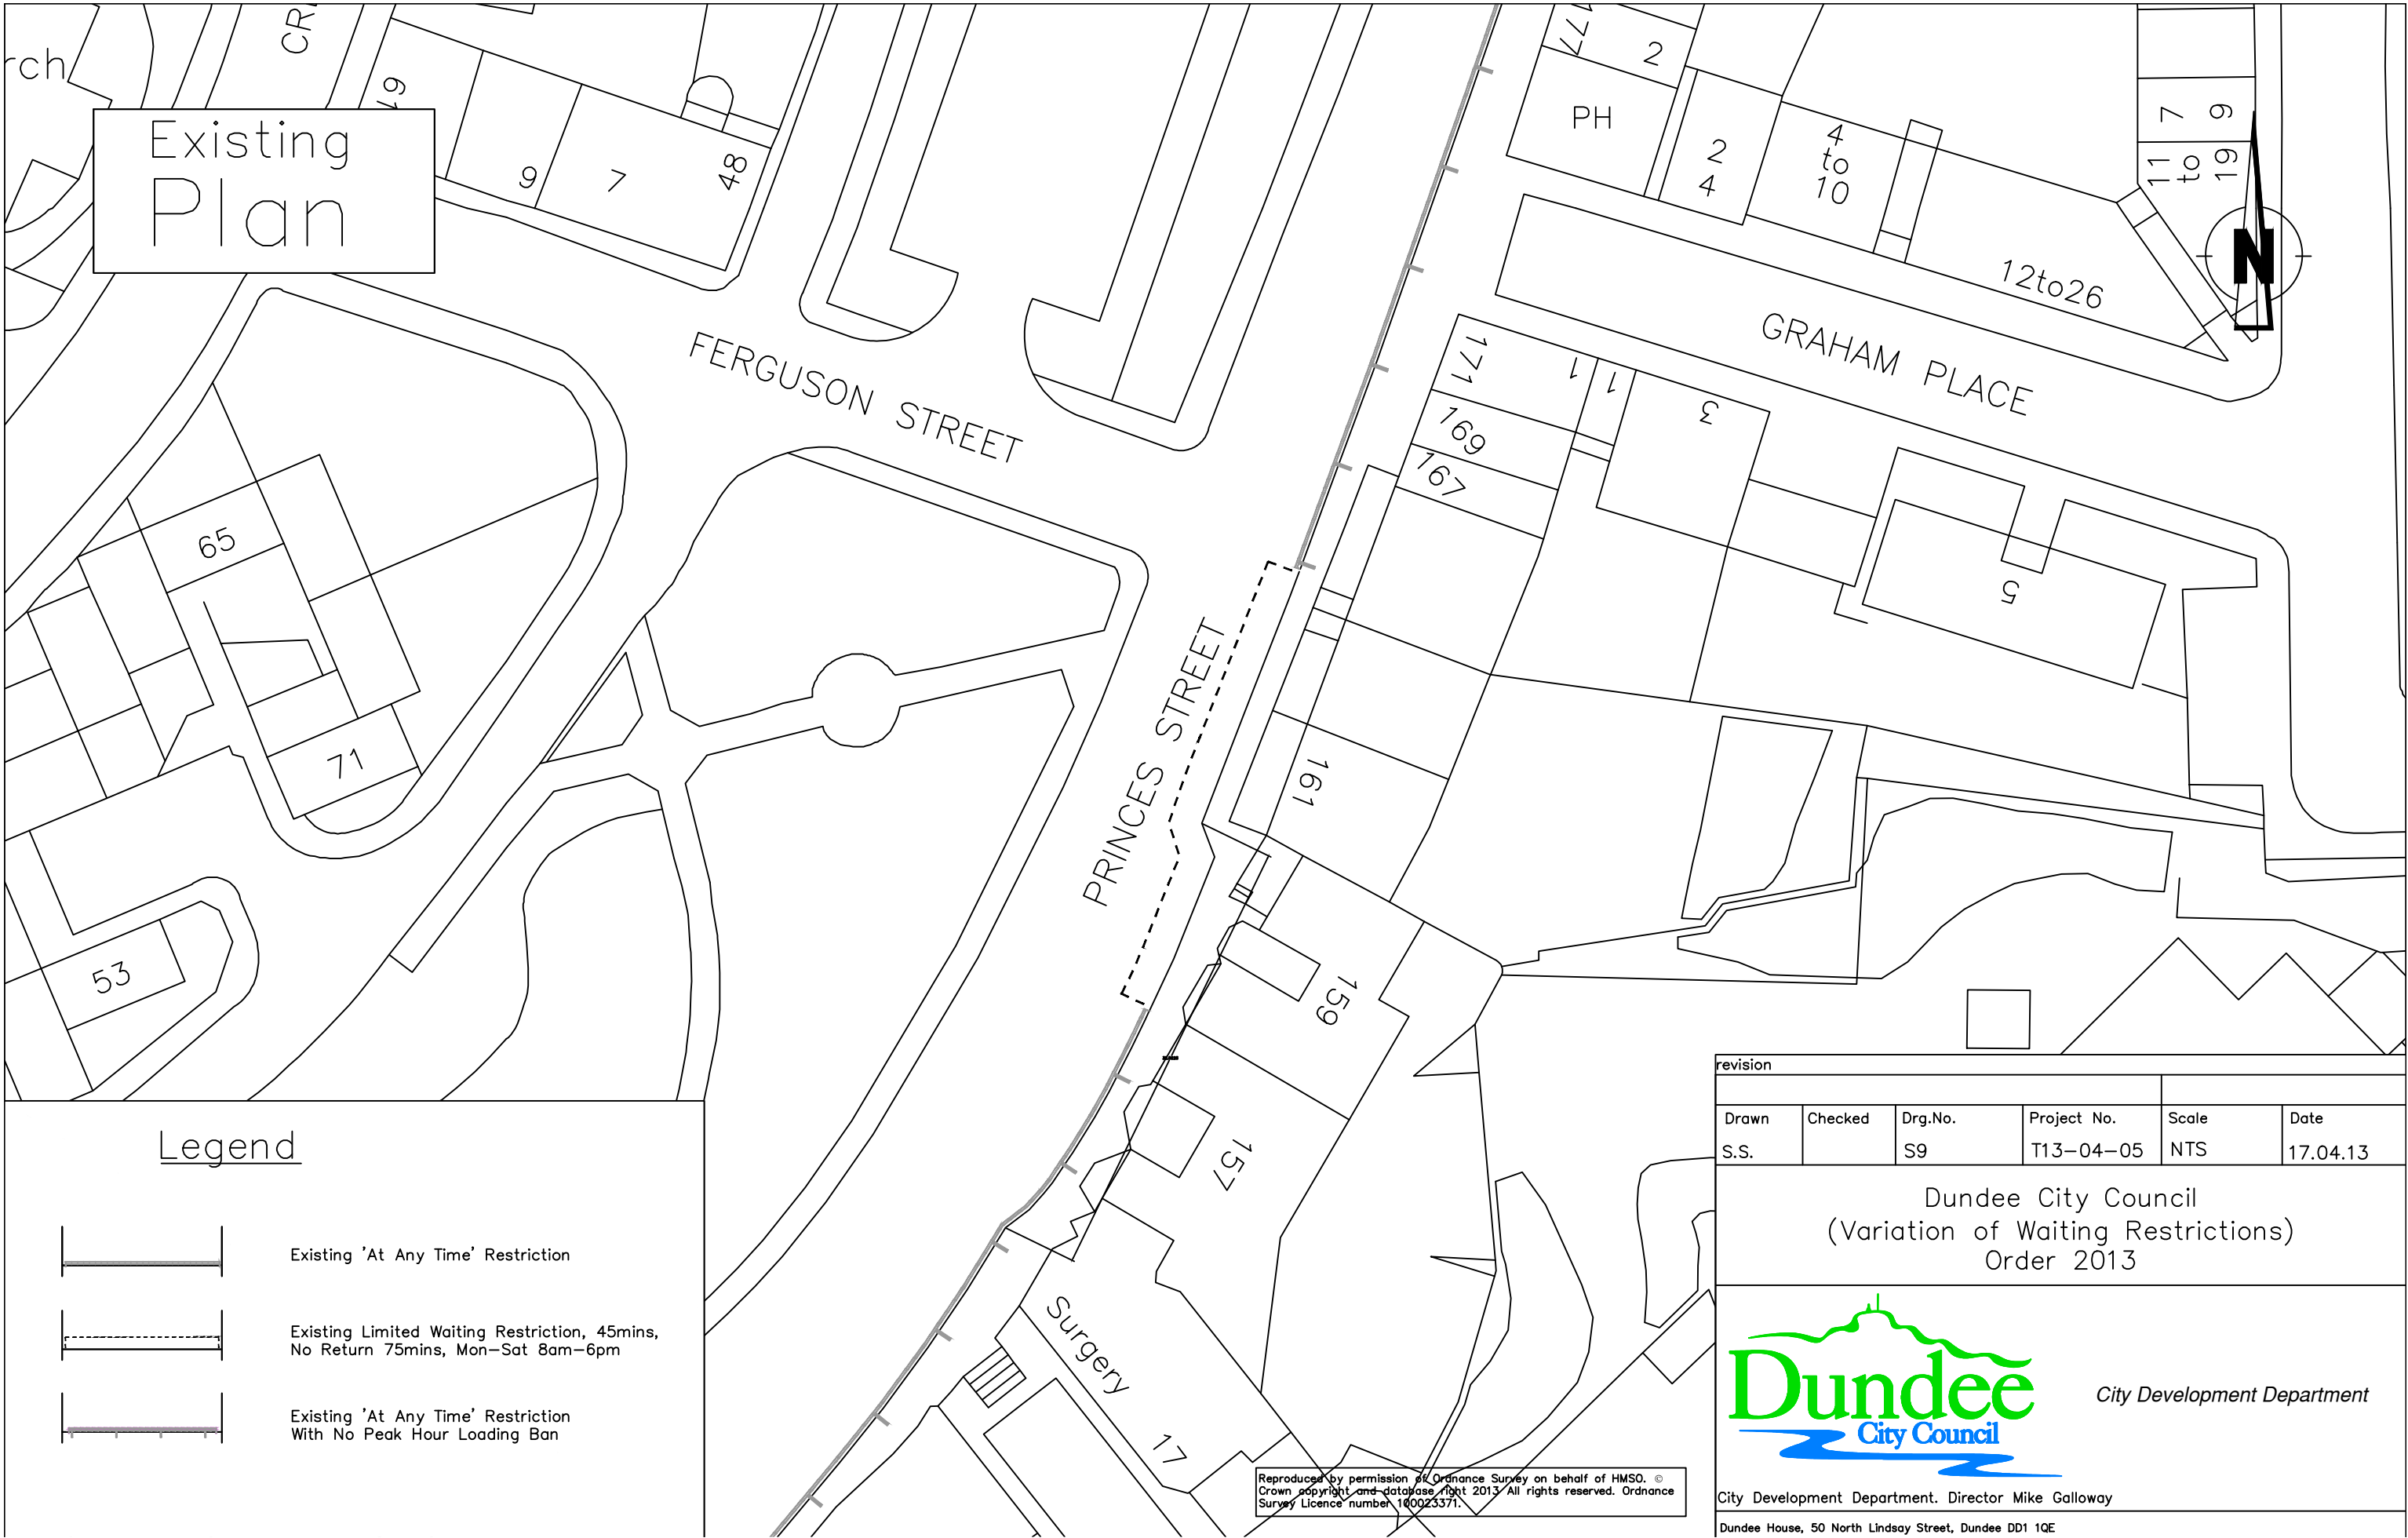 rch
Existing
Plan
49
9
7
48
FERGUSON STREET
PRINCES STREET
GRAHAM PLACE
177
2
PH
2
4
4
to
10
12to26
7
9
11
to
19
N
171
169
167
1
1
3
5
161
159
157
Surgery
17
65
71
53
Legend
Existing 'At Any Time' Restriction
Existing Limited Waiting Restriction, 45mins,
No Return 75mins, Mon-Sat 8am-6pm
Existing 'At Any Time' Restriction
With No Peak Hour Loading Ban
Reproduced by permission of Ordnance Survey on behalf of HMSO. ©
Crown copyright and database right 2013 All rights reserved. Ordnance
Survey Licence number 100023371.
revision
Drawn Checked Drg.No. Project No. Scale Date
S.S. S9 T13-04-05 NTS 17.04.13
Dundee City Council
(Variation of Waiting Restrictions)
Order 2013
Dundee
City Council
City Development Department
City Development Department. Director Mike Galloway
Dundee House, 50 North Lindsay Street, Dundee DD1 1QE